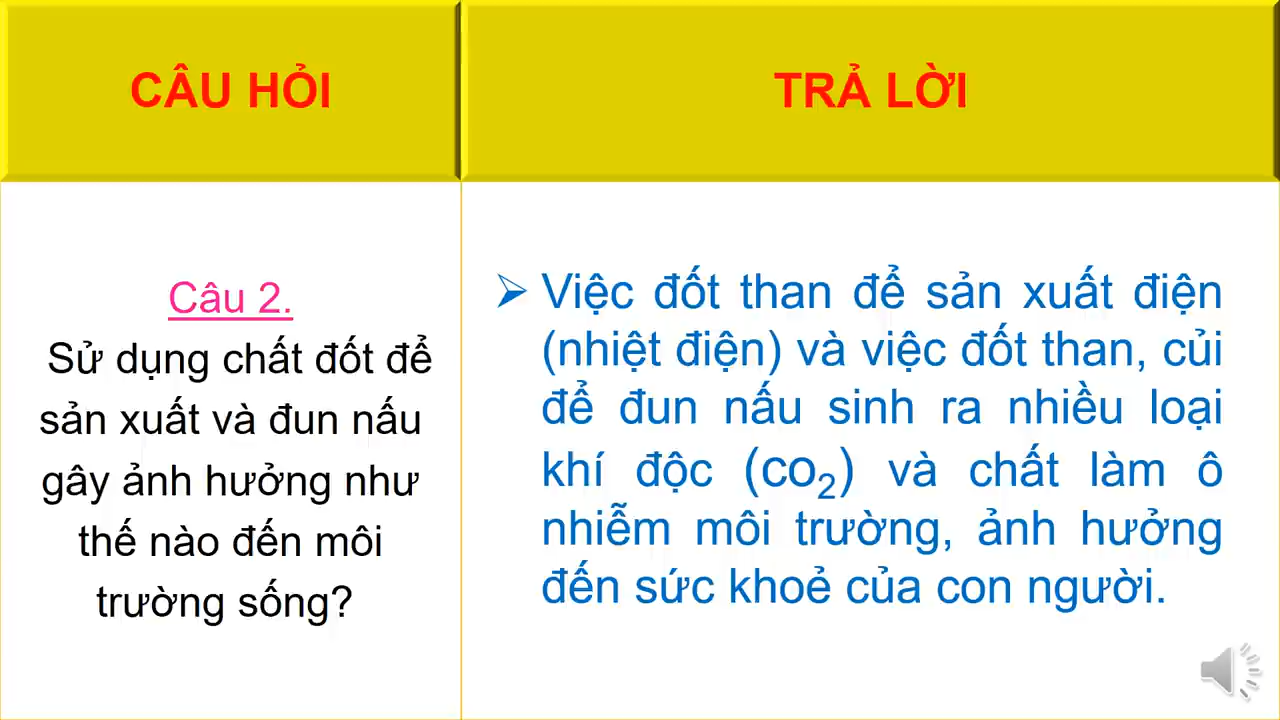 CÂU HỎI
TRẢ LỜI
Câu 2.
Sử dụng chất đốt để
sản xuất và đun nấu
gây ảnh hưởng như
thế nào đến môi
trường sống?
Việc đốt than để sản xuất điện
(nhiệt điện) và việc đốt than, củi
để đun nấu sinh ra nhiều loại
khí độc (co₂) và chất làm ô
nhiễm môi trường, ảnh hưởng
đến sức khoẻ của con người.